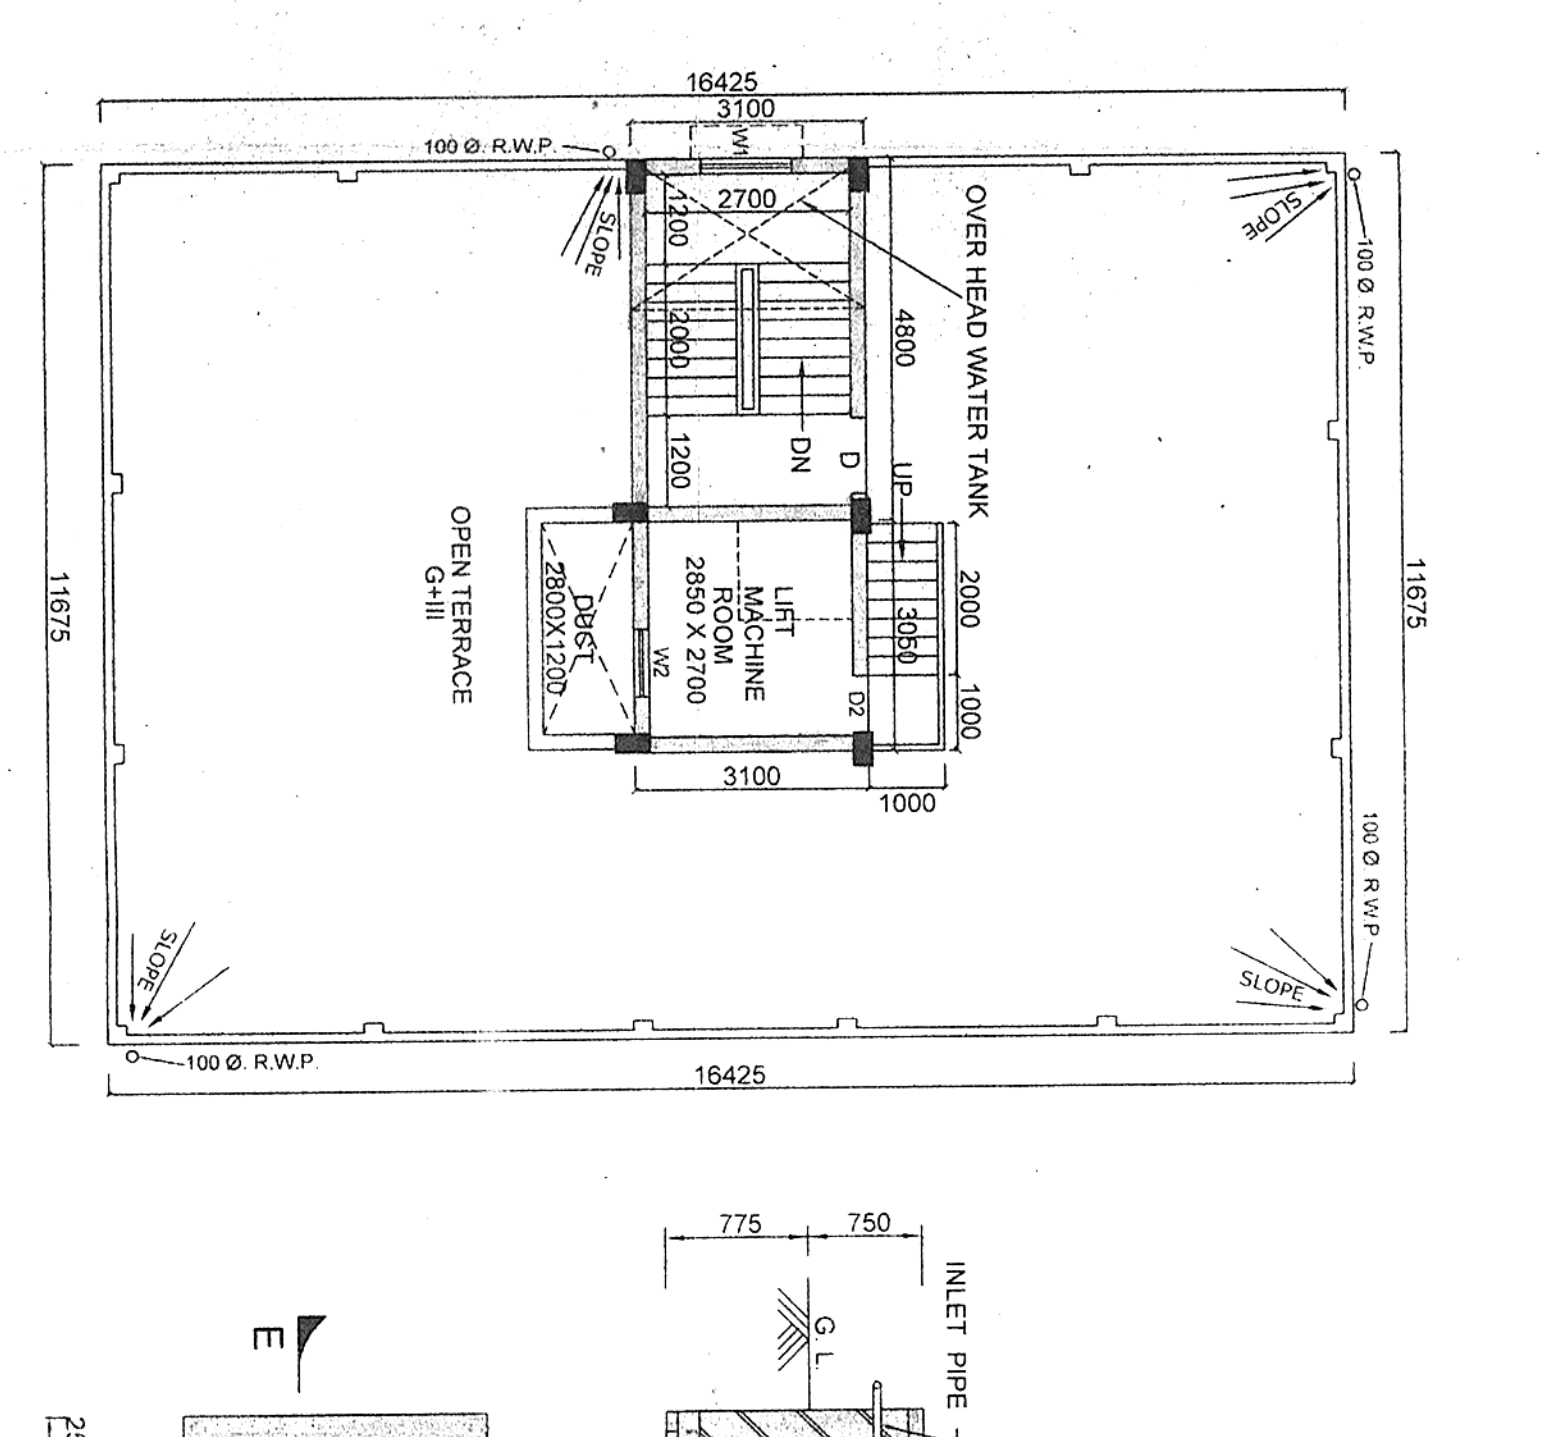 16425
3100
W1
100 Ø. R.W.P.
SLOPE
1200
2700
2000
1200
DN
D
4800
UP
OVER HEAD WATER TANK
SLOPE
100 Ø. R.W.P.
11675
11675
OPEN TERRACE
G+III
DUCT
2800X1200
W2
LIFT
MACHINE
ROOM
2850 X 2700
D2
3050
2000
1000
3100
1000
100 Ø. R.W.P
SLOPE
SLOPE
100 Ø. R.W.P.
16425
775
750
G.L.
INLET PIPE
E